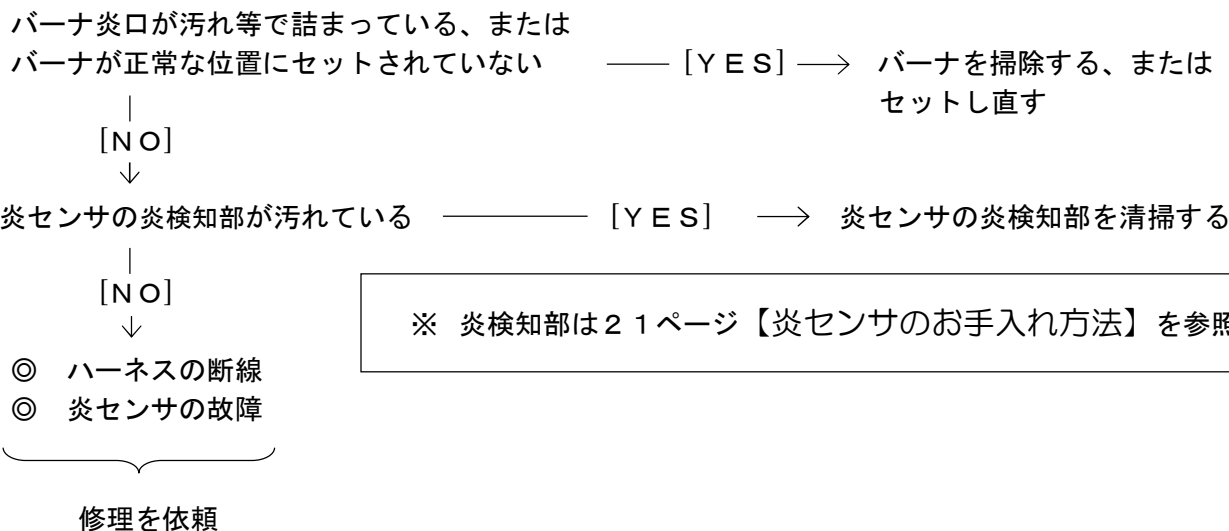 バーナ炎口が汚れ等で詰まっている、または
バーナが正常な位置にセットされていない [ＹＥＳ] バーナを掃除する、または
セットし直す
[ＮＯ]
炎センサの炎検知部が汚れている [ＹＥＳ] 炎センサの炎検知部を清掃する
[ＮＯ]
※ 炎検知部は２１ページ【炎センサのお手入れ方法】を参照
◎ ハーネスの断線
◎ 炎センサの故障
修理を依頼